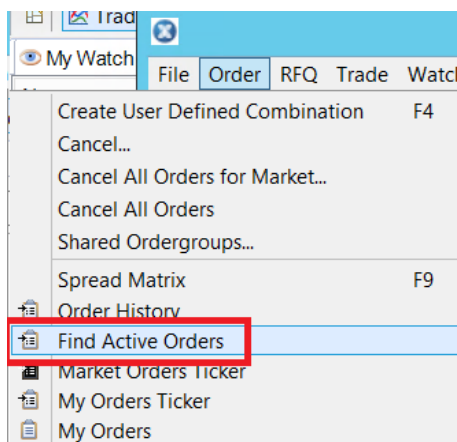 Trad
My Watch
File Order RFQ Trade Watcl
Create User Defined Combination F4
Cancel...
Cancel All Orders for Market...
Cancel All Orders
Shared Ordergroups...
Spread Matrix F9
Order History
Find Active Orders
Market Orders Ticker
My Orders Ticker
My Orders